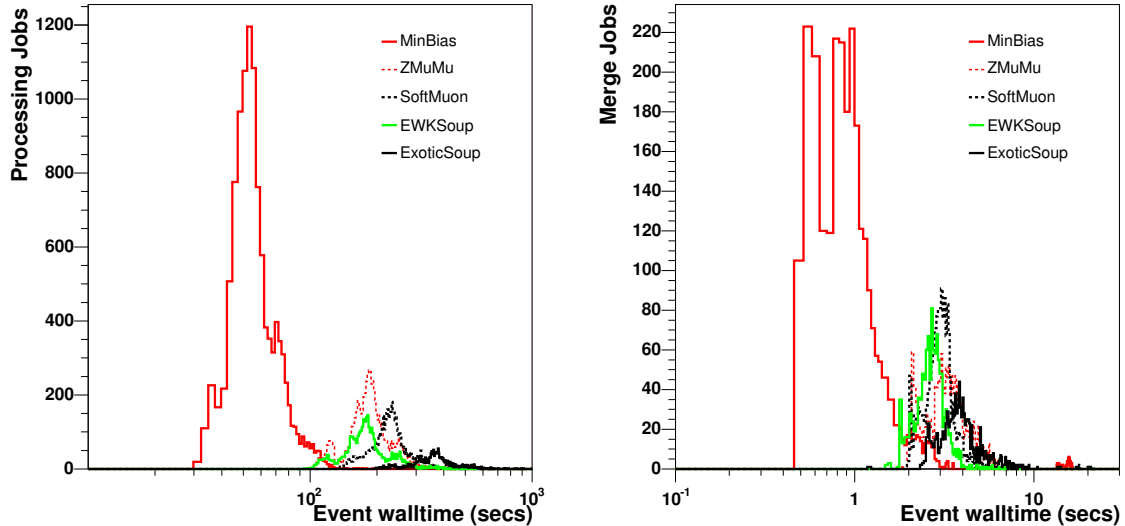 Processing Jobs
1200
1000
800
600
400
200
0
MinBias
ZMuMu
SoftMuon
EWKSoup
ExoticSoup
10²
10³
Event walltime (secs)
Merge Jobs
220
200
180
160
140
120
100
80
60
40
20
0
MinBias
ZMuMu
SoftMuon
EWKSoup
ExoticSoup
10⁻¹
1
10
Event walltime (secs)